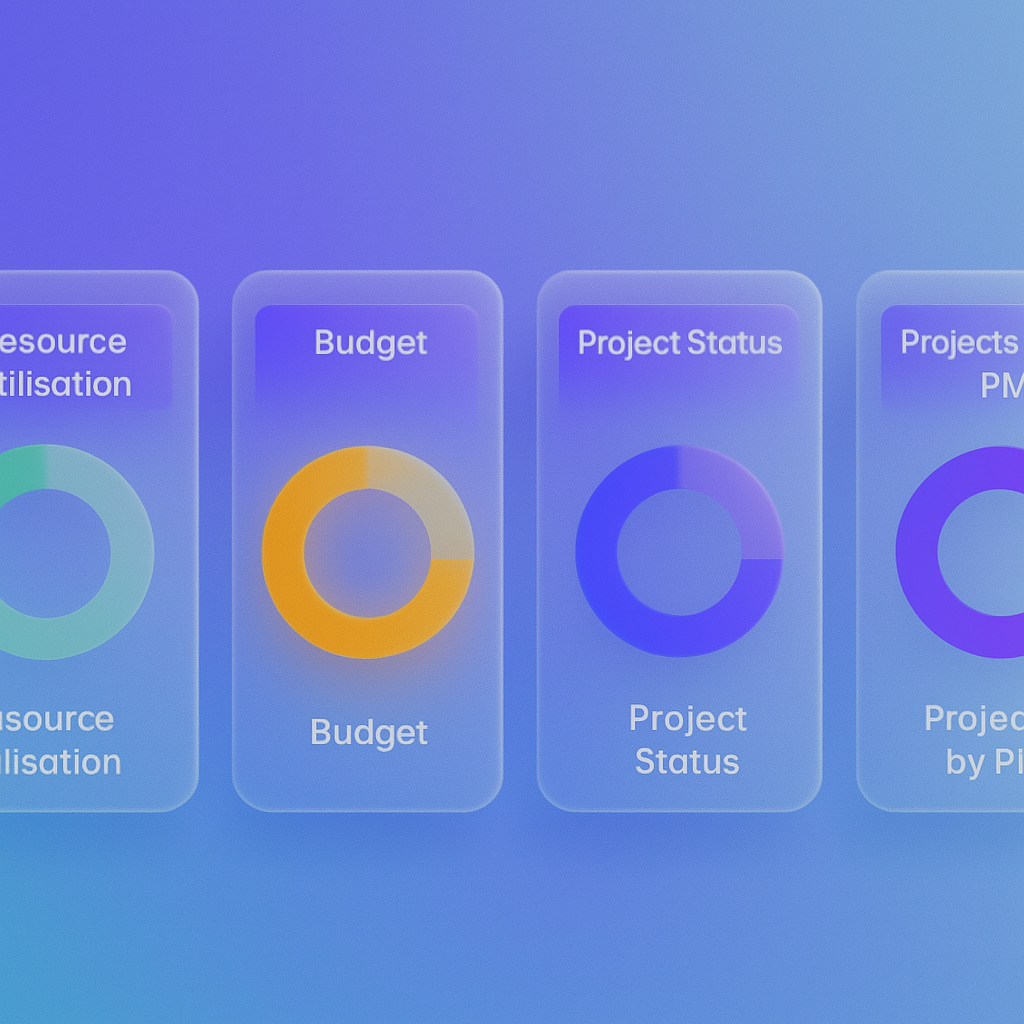 esource
tilisation
Budget
Project Status
Projects
PM
source
lisation
Budget
Project
Status
Projec
by Pi